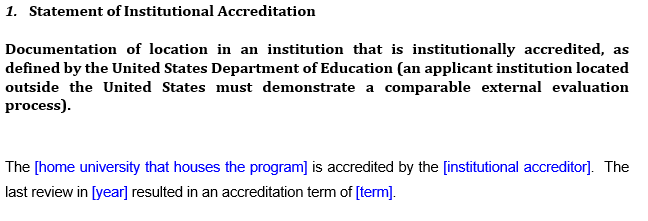 1. Statement of Institutional Accreditation
Documentation of location in an institution that is institutionally accredited, as
defined by the United States Department of Education (an applicant institution located
outside the United States must demonstrate a comparable external evaluation
process).
The [home university that houses the program] is accredited by the [institutional accreditor]. The
last review in [year] resulted in an accreditation term of [term].